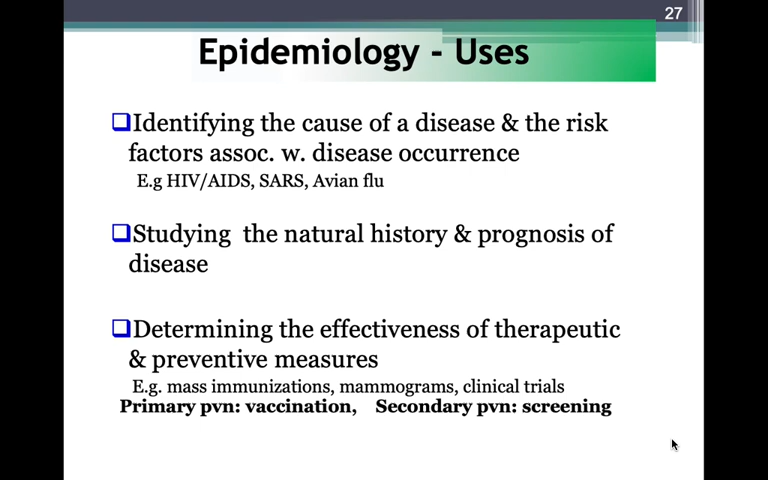 27
Epidemiology - Uses
Identifying the cause of a disease & the risk
factors assoc. w. disease occurrence
E.g HIV/AIDS, SARS, Avian flu
Studying the natural history & prognosis of
disease
Determining the effectiveness of therapeutic
& preventive measures
E.g. mass immunizations, mammograms, clinical trials
Primary pvn: vaccination, Secondary pvn: screening